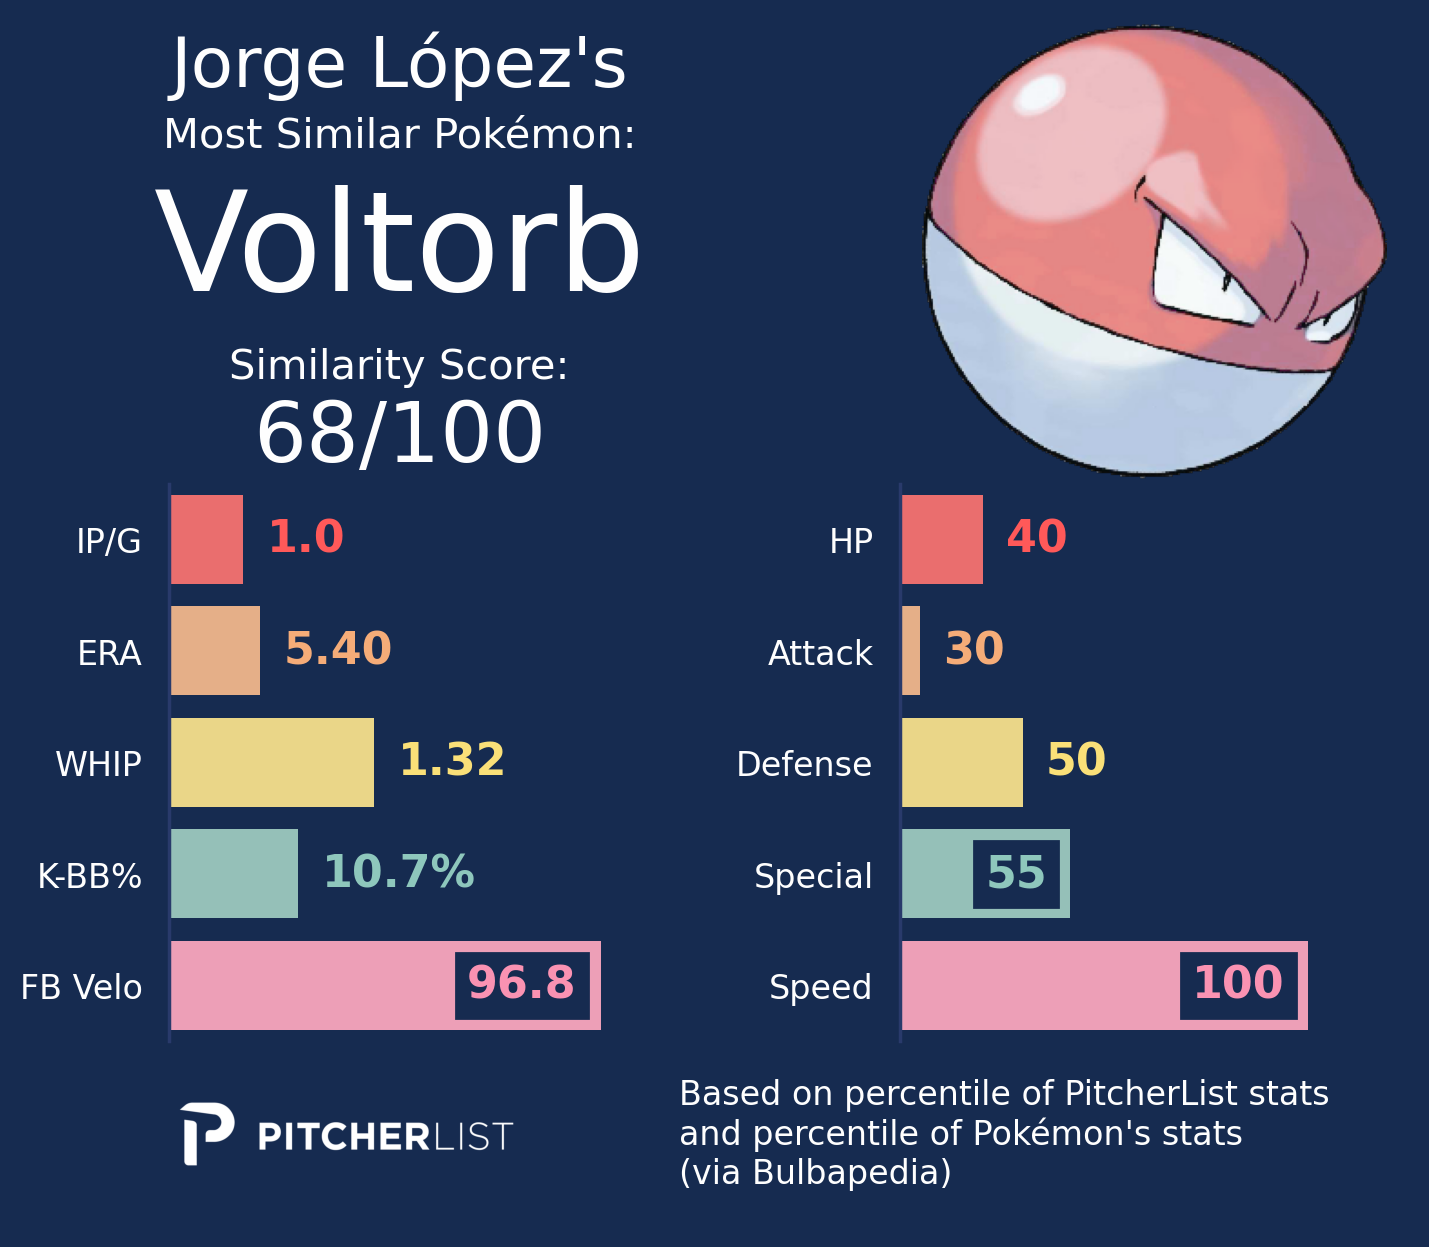 Jorge López's
Most Similar Pokémon:
Voltorb
Similarity Score:
68/100
IP/G 1.0
ERA 5.40
WHIP 1.32
K-BB% 10.7%
FB Velo 96.8
HP 40
Attack 30
Defense 50
Special 55
Speed 100
PITCHERLIST
Based on percentile of PitcherList stats
and percentile of Pokémon's stats
(via Bulbapedia)